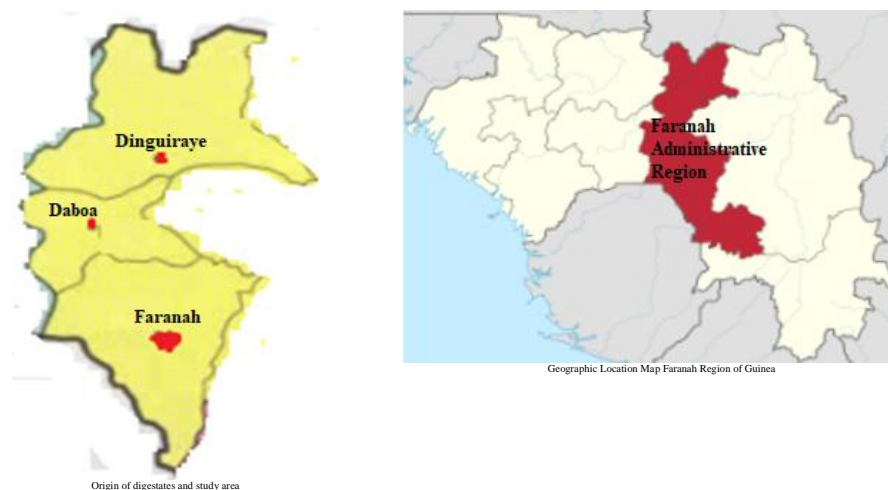 Dinguiraye
Daboa
Faranah
Origin of digestates and study area
Faranah
Administrative
Region
Geographic Location Map Faranah Region of Guinea